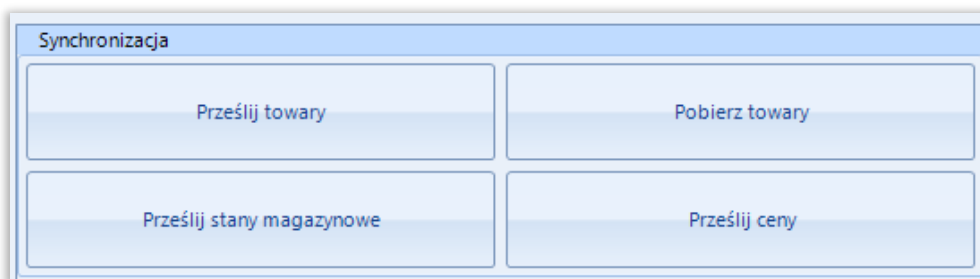 Synchronizacja
Prześlij towary
Pobierz towary
Prześlij stany magazynowe
Prześlij ceny